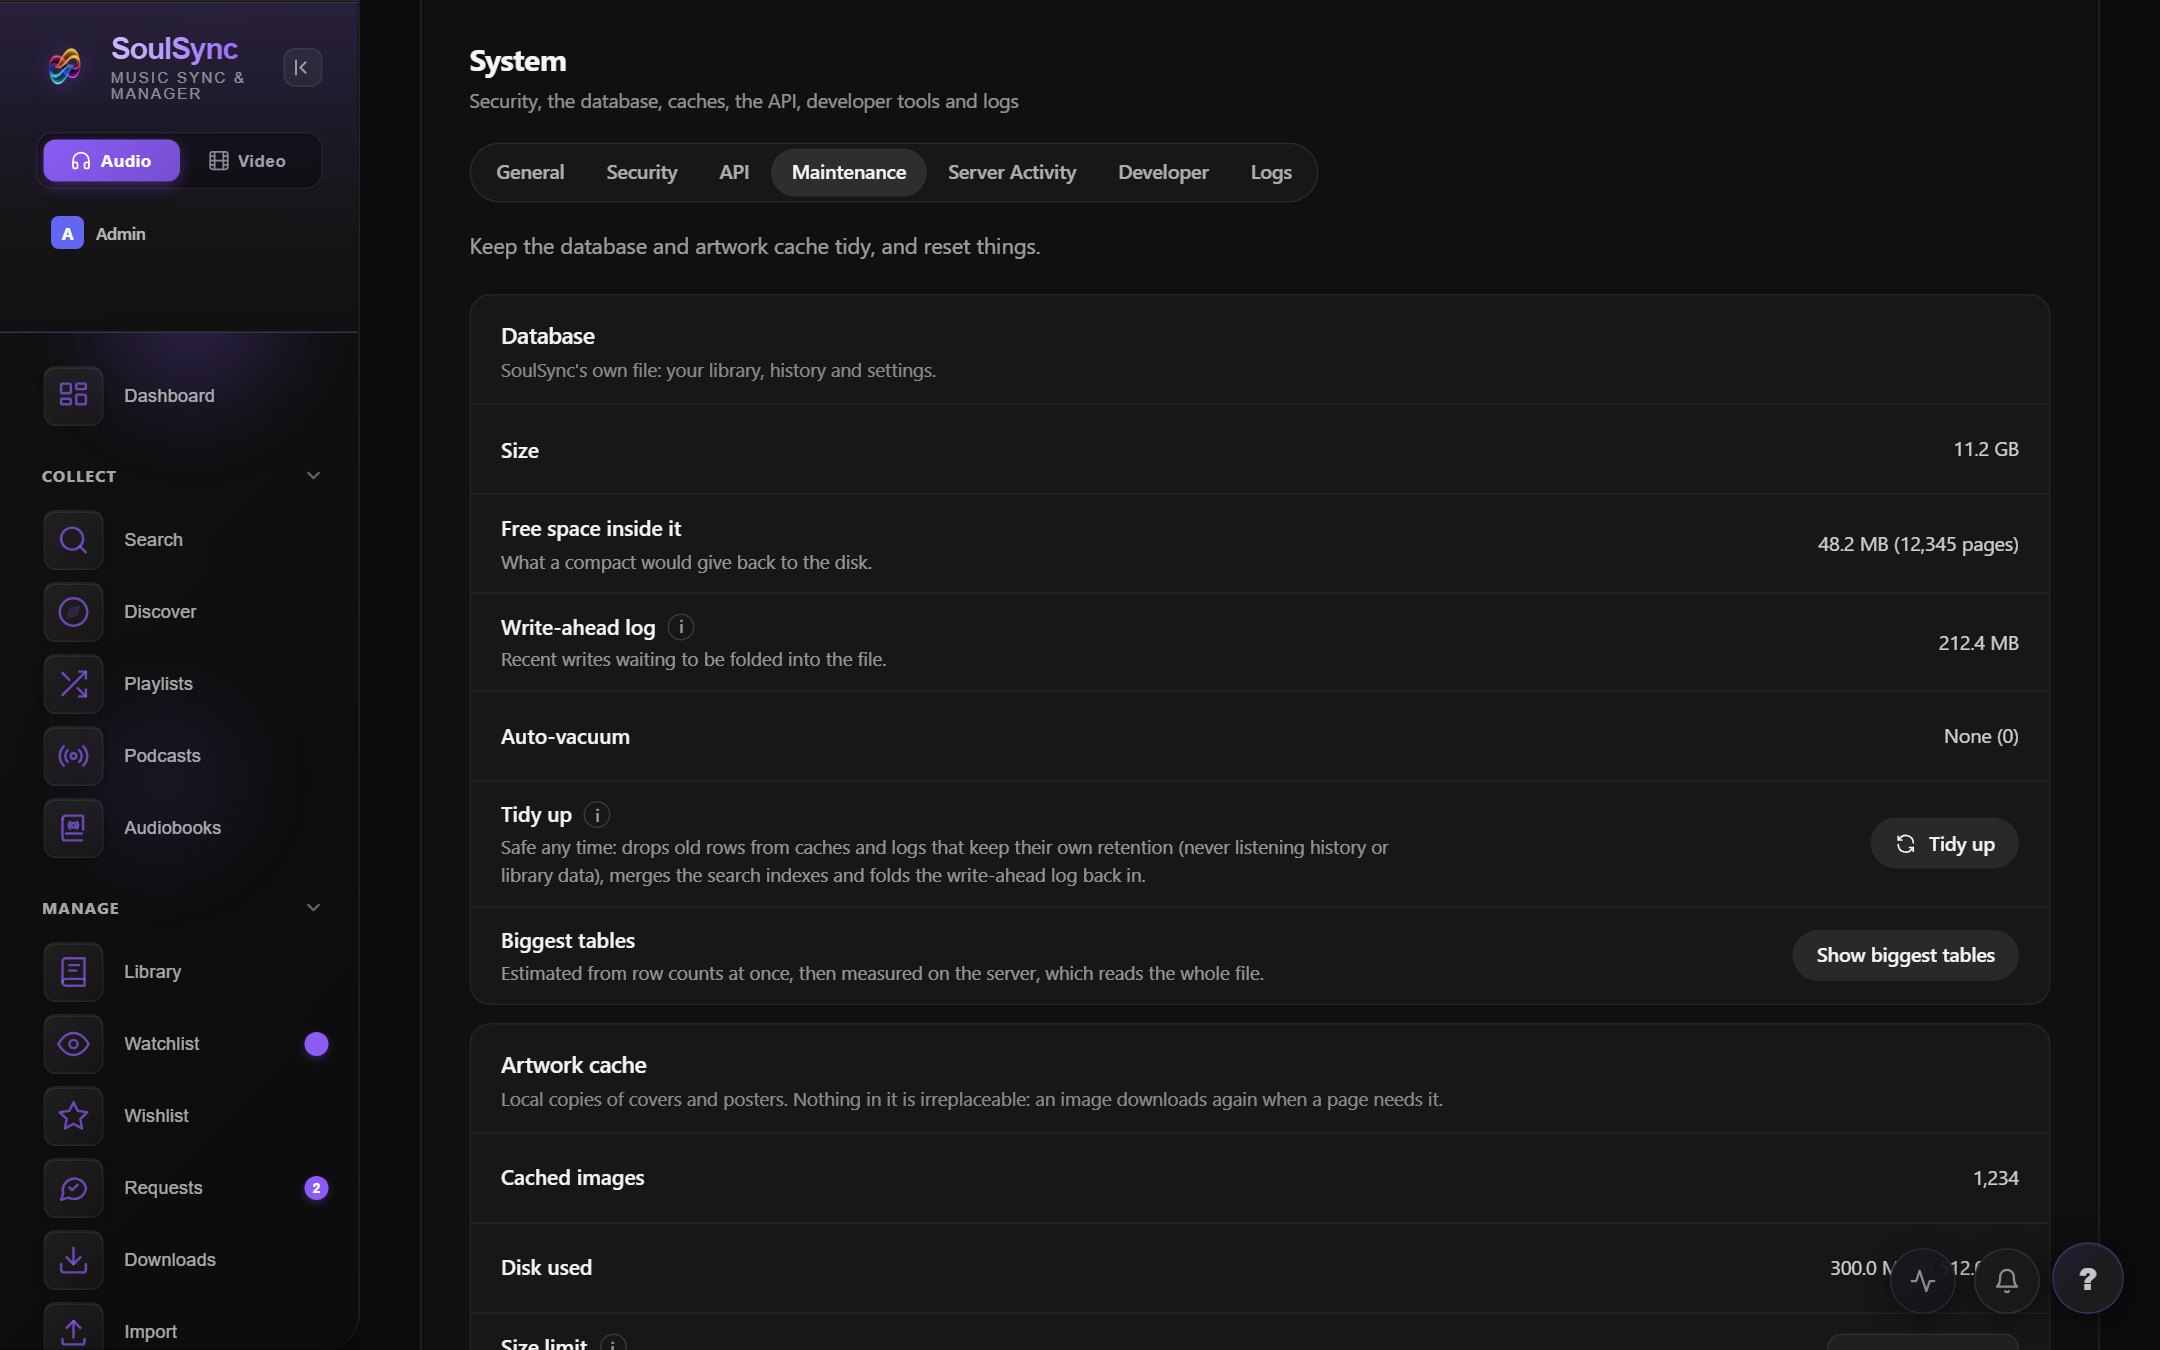 SoulSync
MUSIC SYNC &
MANAGER
Audio
Video
A
Admin
Dashboard
COLLECT
Search
Discover
Playlists
Podcasts
Audiobooks
MANAGE
Library
Watchlist
Wishlist
Requests
2
Downloads
Import
System
Security, the database, caches, the API, developer tools and logs
General
Security
API
Maintenance
Server Activity
Developer
Logs
Keep the database and artwork cache tidy, and reset things.
Database
SoulSync's own file: your library, history and settings.
Size
11.2 GB
Free space inside it
What a compact would give back to the disk.
48.2 MB (12,345 pages)
Write-ahead log
Recent writes waiting to be folded into the file.
212.4 MB
Auto-vacuum
None (0)
Tidy up
Safe any time: drops old rows from caches and logs that keep their own retention (never listening history or
library data), merges the search indexes and folds the write-ahead log back in.
Tidy up
Biggest tables
Estimated from row counts at once, then measured on the server, which reads the whole file.
Show biggest tables
Artwork cache
Local copies of covers and posters. Nothing in it is irreplaceable: an image downloads again when a page needs it.
Cached images
1,234
Disk used
300.0
?
Size limit